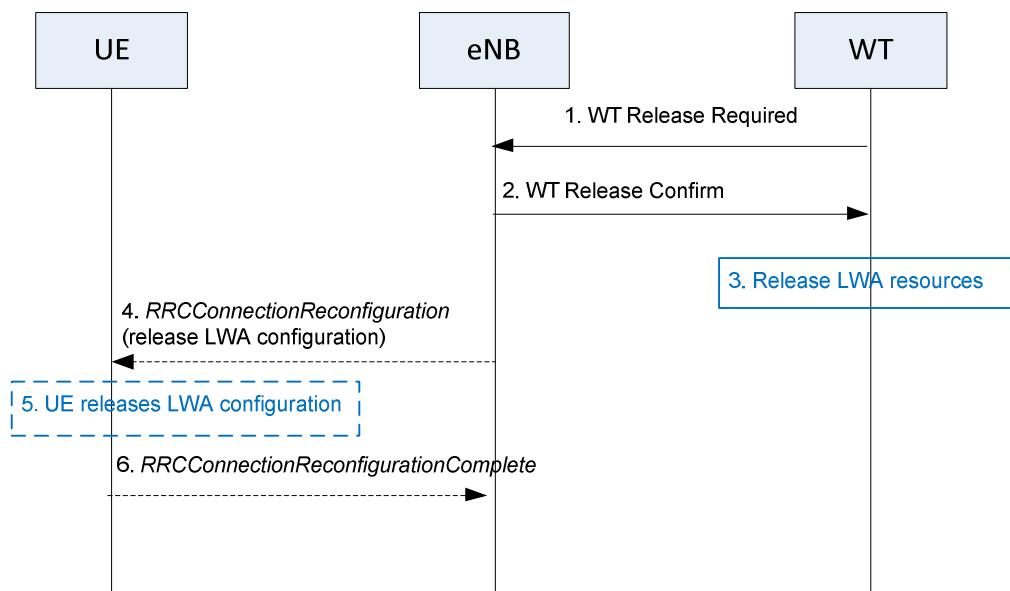 UE
eNB
WT
1. WT Release Required
2. WT Release Confirm
3. Release LWA resources
4. RRCConnectionReconfiguration
(release LWA configuration)
5. UE releases LWA configuration
6. RRCConnectionReconfigurationComplete